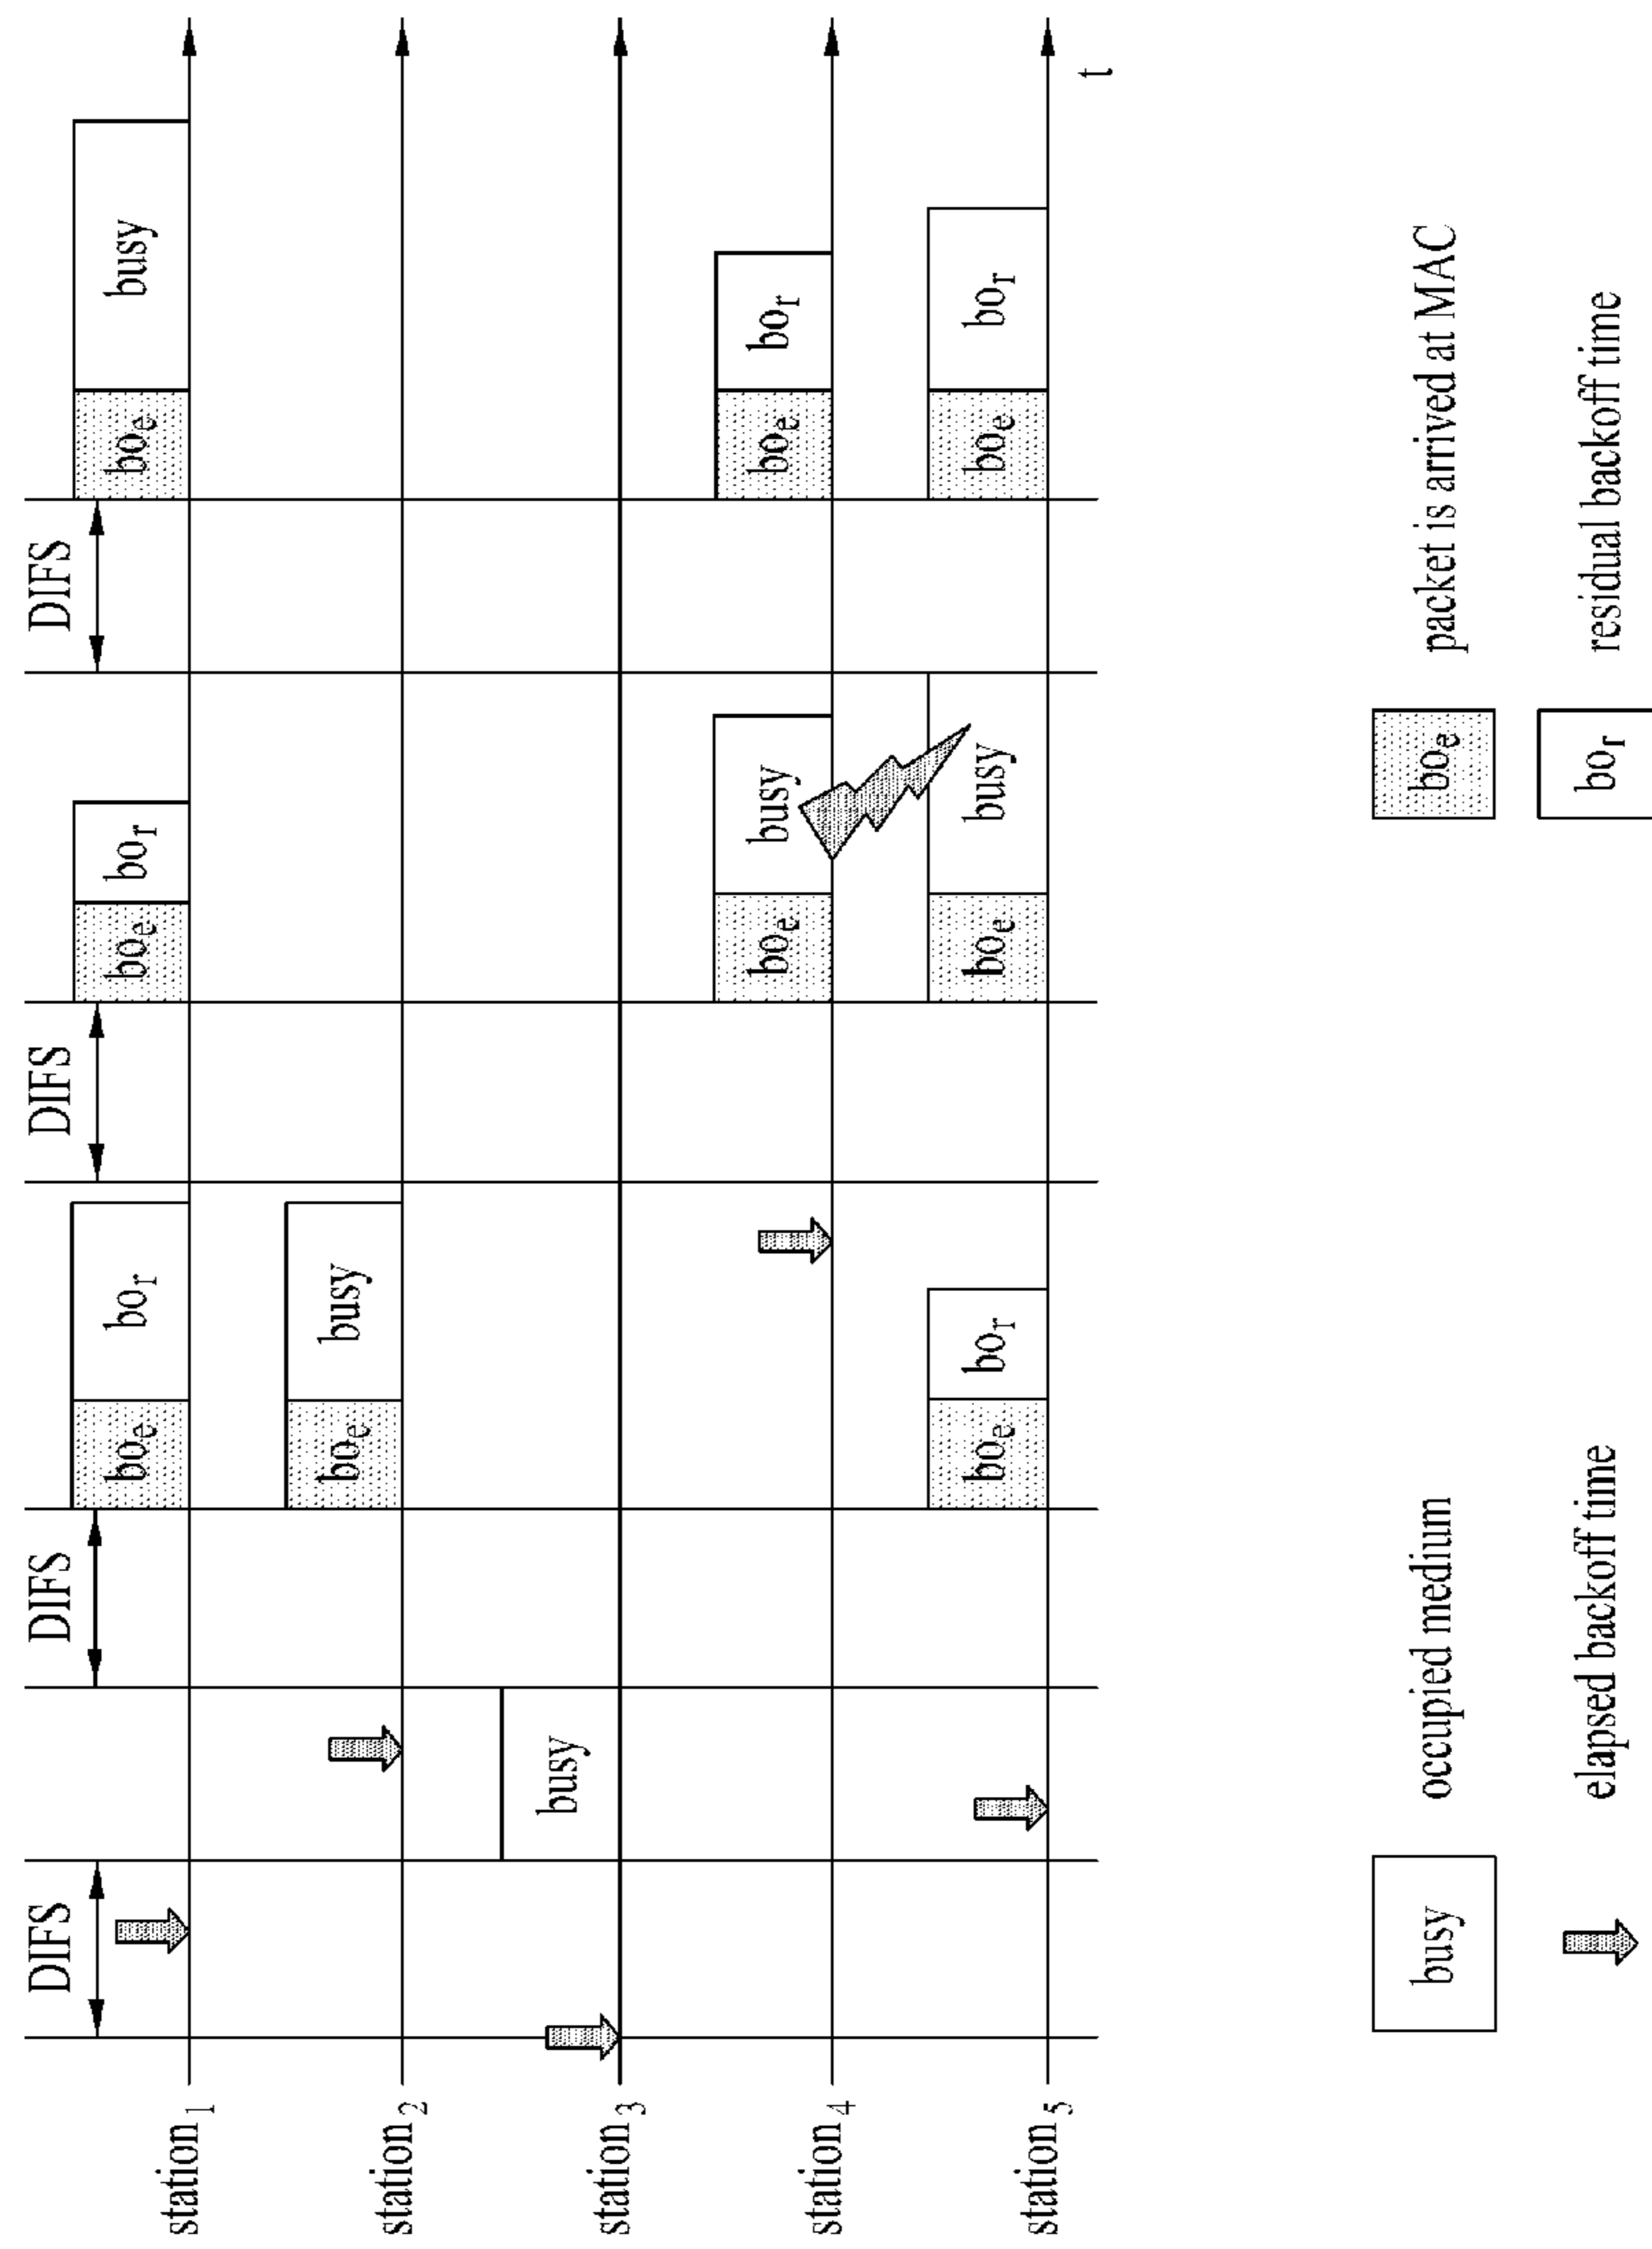 DIFS DIFS DIFS DIFS
station₁ boₑ boᵣ boₑ boᵣ boₑ busy
station₂ boₑ busy
station₃ busy
station₄ boₑ busy boₑ boᵣ
station₅ boₑ boᵣ boₑ busy boₑ boᵣ
t
busy occupied medium boₑ packet is arrived at MAC
elapsed backoff time boᵣ residual backoff time